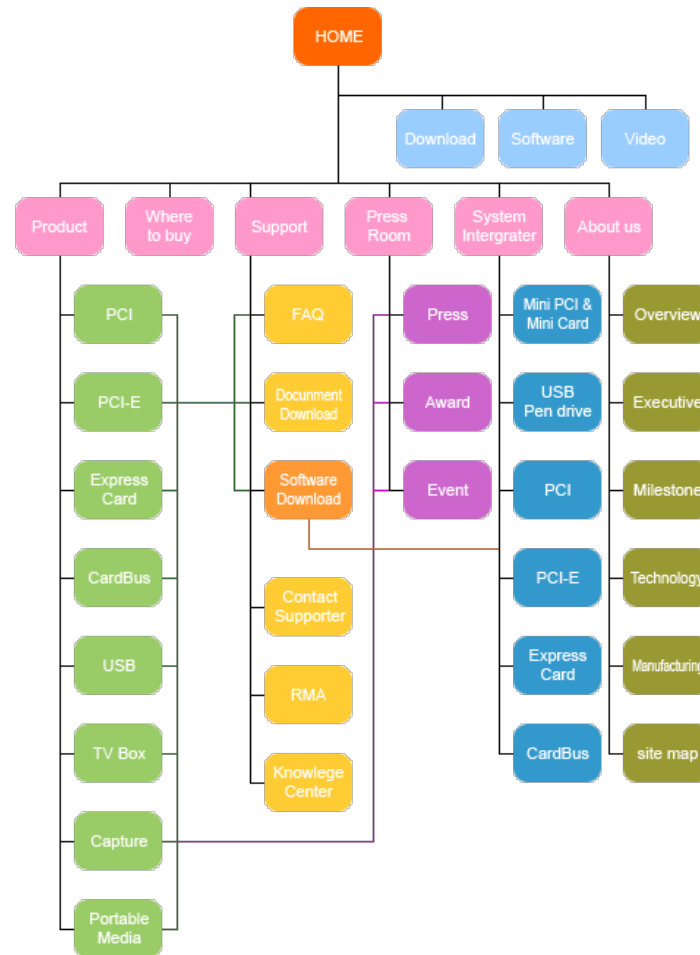 HOME
Download
Software
Video
Product
Where
to buy
Support
Press
Room
System
Intergrater
About us
PCI
FAQ
Press
Mini PCI &
Mini Card
Overview
PCI-E
Docunment
Download
Award
USB
Pen drive
Executive
Express
Card
Software
Download
Event
PCI
Milestone
CardBus
Contact
Supporter
PCI-E
Technology
USB
RMA
Express
Card
Manufacturing
TV Box
Knowlege
Center
CardBus
site map
Capture
Portable
Media